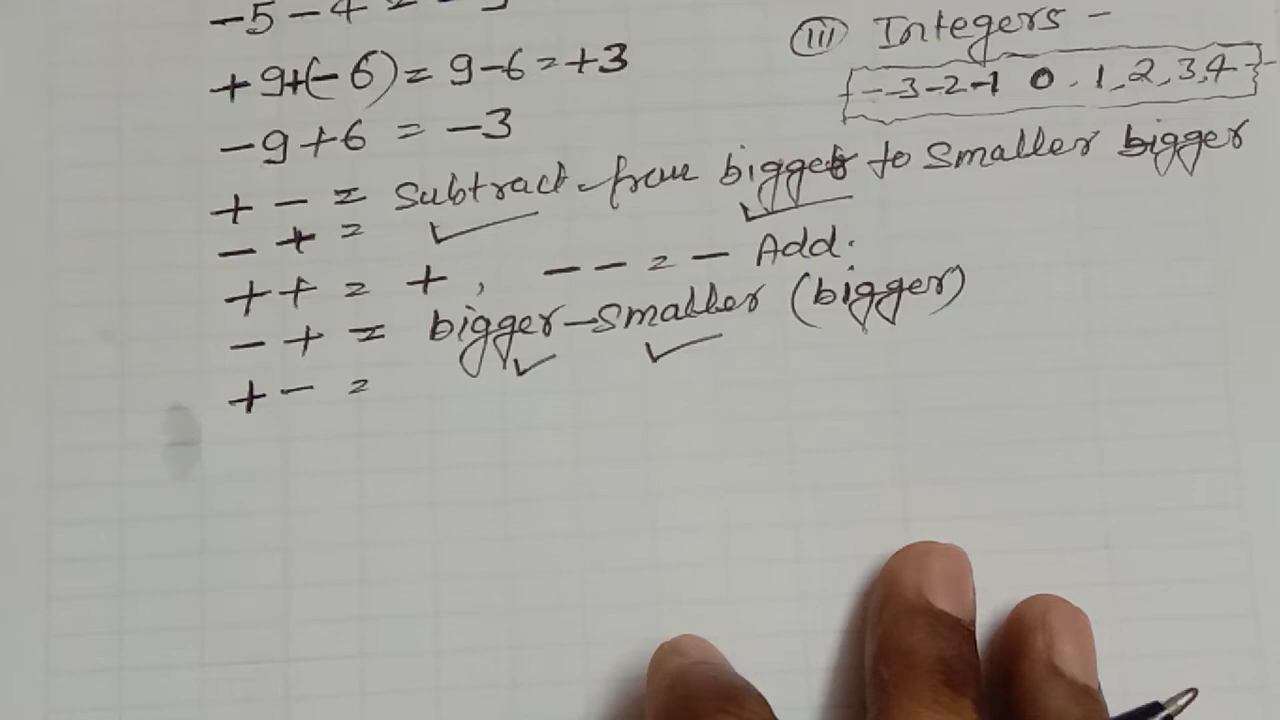 -5-4=
+9+(-6)= 9-6=+3
-9+6 = -3
+ - = Subtract from bigger to Smaller bigger
- + =
+ + = + , - - = - Add.
- + = bigger-Smaller (bigger)
+ - =
(III) Integers -
{---3-2-1 0, 1, 2, 3,4--}